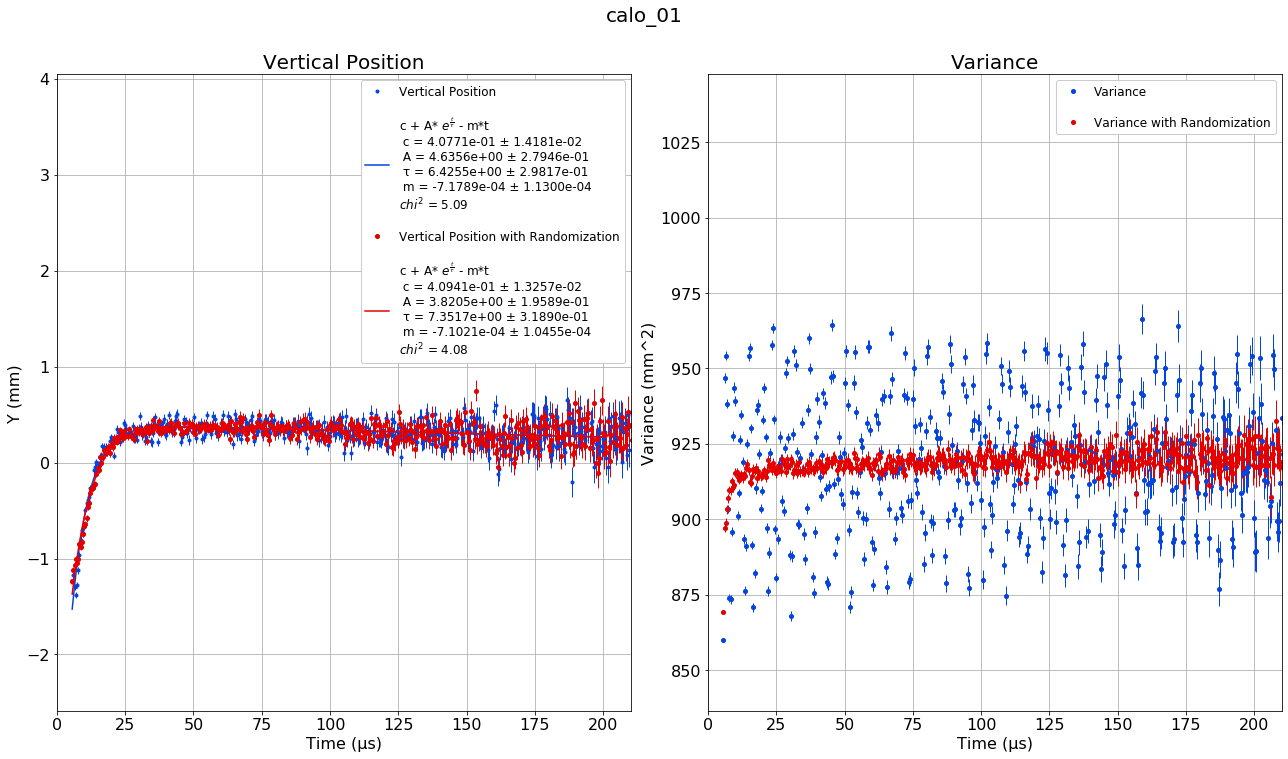 calo_01
Vertical Position
4
3
2
1
0
−1
−2
Y (mm)
0 25 50 75 100 125 150 175 200
Time (μs)
Vertical Position
c + A* e^{t/τ} - m*t
c = 4.0771e-01 ± 1.4181e-02
A = 4.6356e+00 ± 2.7946e-01
τ = 6.4255e+00 ± 2.9817e-01
m = -7.1789e-04 ± 1.1300e-04
chi² = 5.09
Vertical Position with Randomization
c + A* e^{t/τ} - m*t
c = 4.0941e-01 ± 1.3257e-02
A = 3.8205e+00 ± 1.9589e-01
τ = 7.3517e+00 ± 3.1890e-01
m = -7.1021e-04 ± 1.0455e-04
chi² = 4.08
Variance
1025
1000
975
950
925
900
875
850
Variance (mm^2)
0 25 50 75 100 125 150 175 200
Time (μs)
Variance
Variance with Randomization